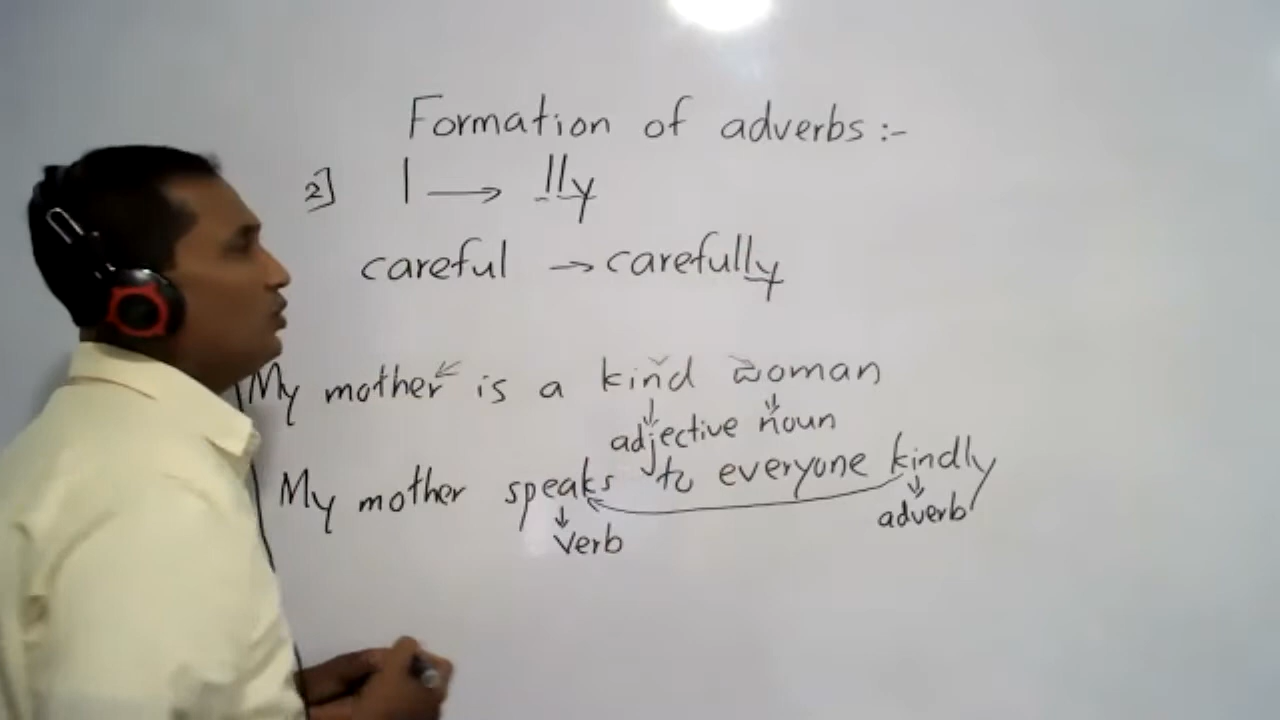 Formation of adverbs :-
2] l → lly
careful → carefully
My mother is a kind woman
adjective noun
My mother speaks to everyone kindly
verb adverb